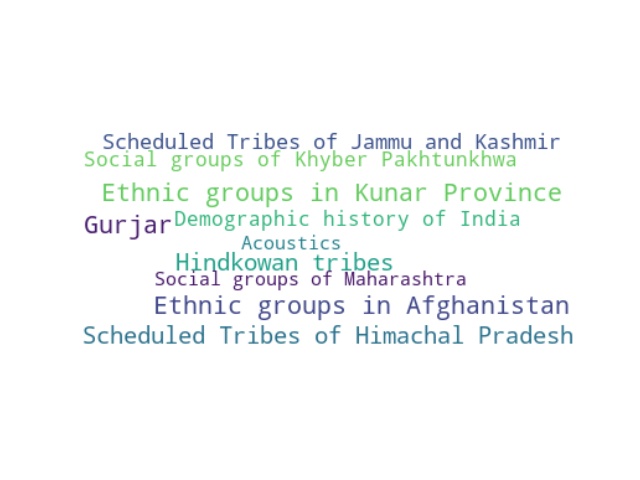 Scheduled Tribes of Jammu and Kashmir
Social groups of Khyber Pakhtunkhwa
Ethnic groups in Kunar Province
Gurjar
Demographic history of India
Acoustics
Hindkowan tribes
Social groups of Maharashtra
Ethnic groups in Afghanistan
Scheduled Tribes of Himachal Pradesh